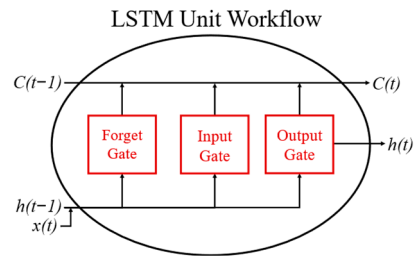 LSTM Unit Workflow
C(t−1)
C(t)
Forget
Gate
Input
Gate
Output
Gate
h(t)
h(t−1)
x(t)